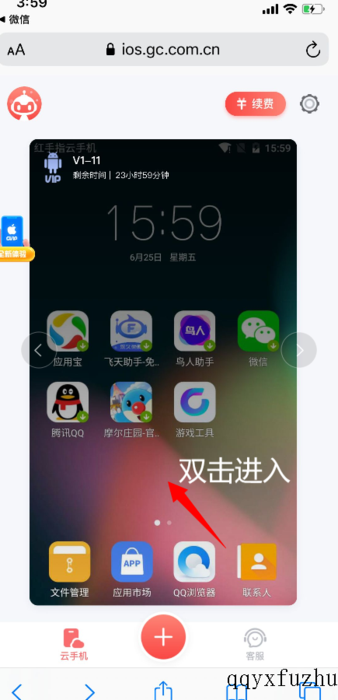 3:59
微信
AA
ios.gc.com.cn
续费
红手指云手机
15:59
V1-11
剩余时间 | 23小时59分钟
VIP
15:59
6月25日 星期五
GVIP
应用宝
飞天助手-免..
鸟人助手
微信
腾讯QQ
摩尔庄园-官..
游戏工具
双击进入
APP
文件管理
应用市场
QQ浏览器
联系人
云手机
客服
qqyxfuzhu